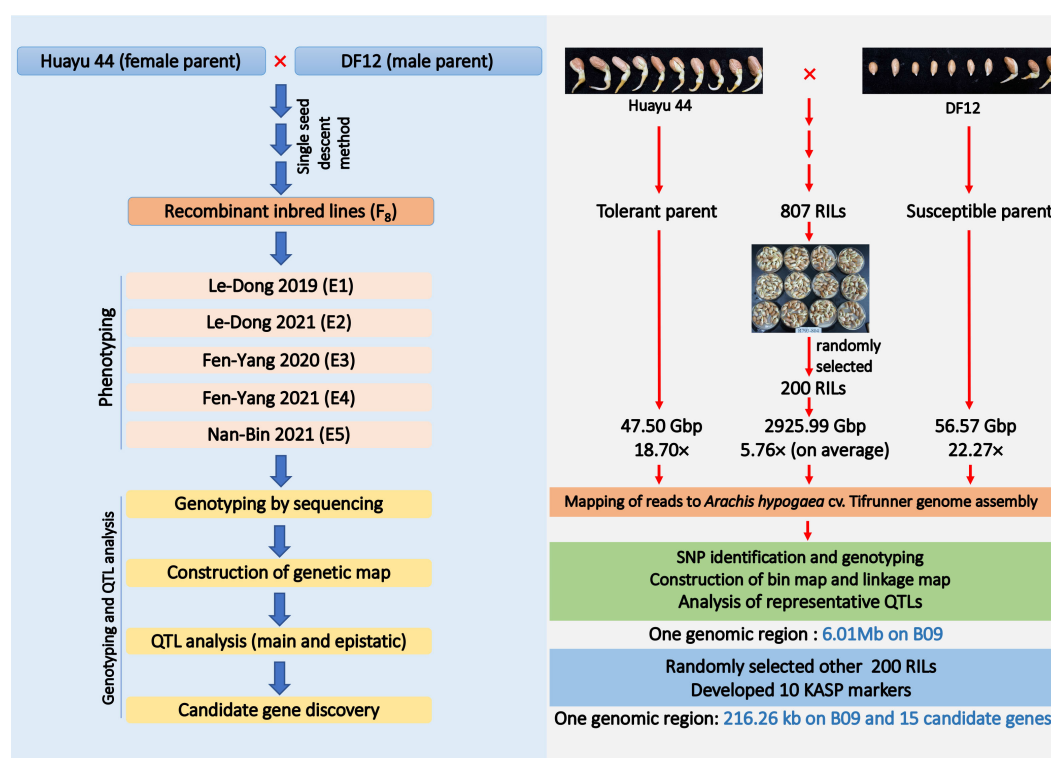 Huayu 44 (female parent) × DF12 (male parent)
Single seed
descent
method
Recombinant inbred lines (F8)
Phenotyping
Le-Dong 2019 (E1)
Le-Dong 2021 (E2)
Fen-Yang 2020 (E3)
Fen-Yang 2021 (E4)
Nan-Bin 2021 (E5)
Genotyping and QTL analysis
Genotyping by sequencing
Construction of genetic map
QTL analysis (main and epistatic)
Candidate gene discovery
×
Huayu 44 DF12
Tolerant parent 807 RILs Susceptible parent
randomly
selected
200 RILs
47.50 Gbp 2925.99 Gbp 56.57 Gbp
18.70× 5.76× (on average) 22.27×
Mapping of reads to Arachis hypogaea cv. Tifrunner genome assembly
SNP identification and genotyping
Construction of bin map and linkage map
Analysis of representative QTLs
One genomic region : 6.01Mb on B09
Randomly selected other 200 RILs
Developed 10 KASP markers
One genomic region: 216.26 kb on B09 and 15 candidate genes